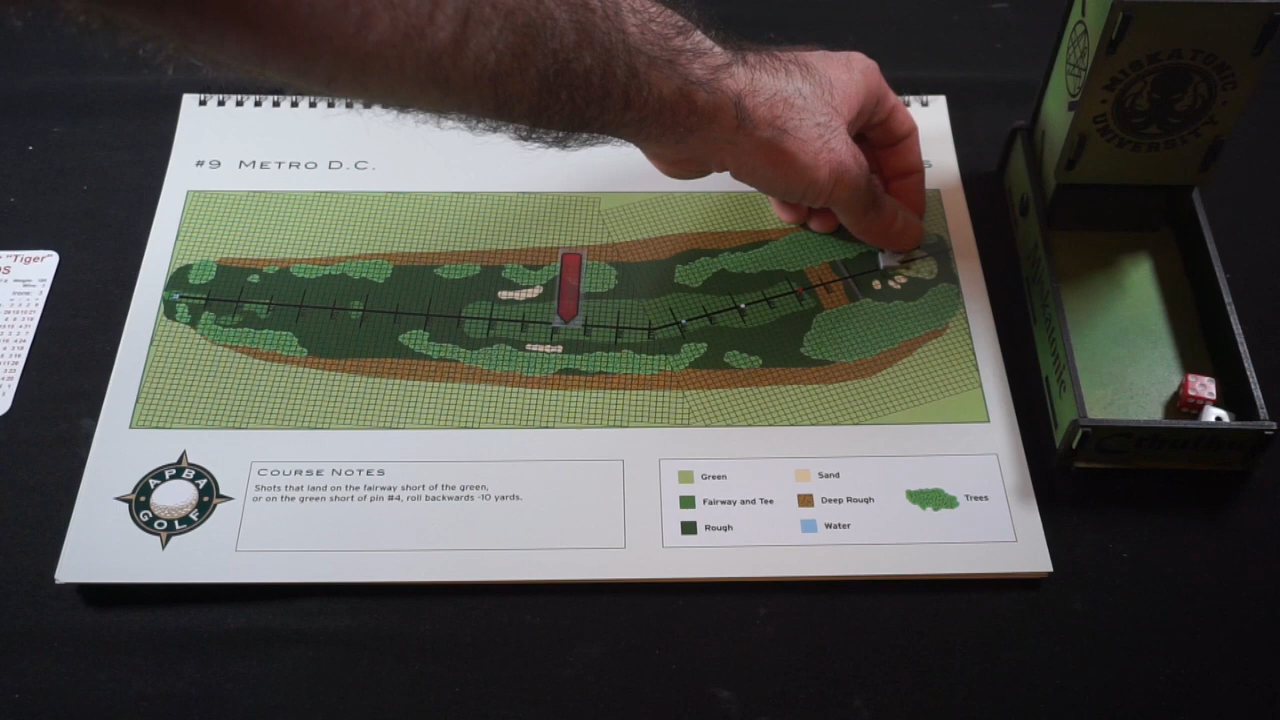 #9 METRO D.C.
S
"Tiger"
MISKATONIC
UNIVERSITY
Miskatonic
APBA
GOLF
COURSE NOTES
Shots that land on the fairway short of the green,
or on the green short of pin #4, roll backwards -10 yards.
Green
Fairway and Tee
Rough
Sand
Deep Rough
Water
Trees